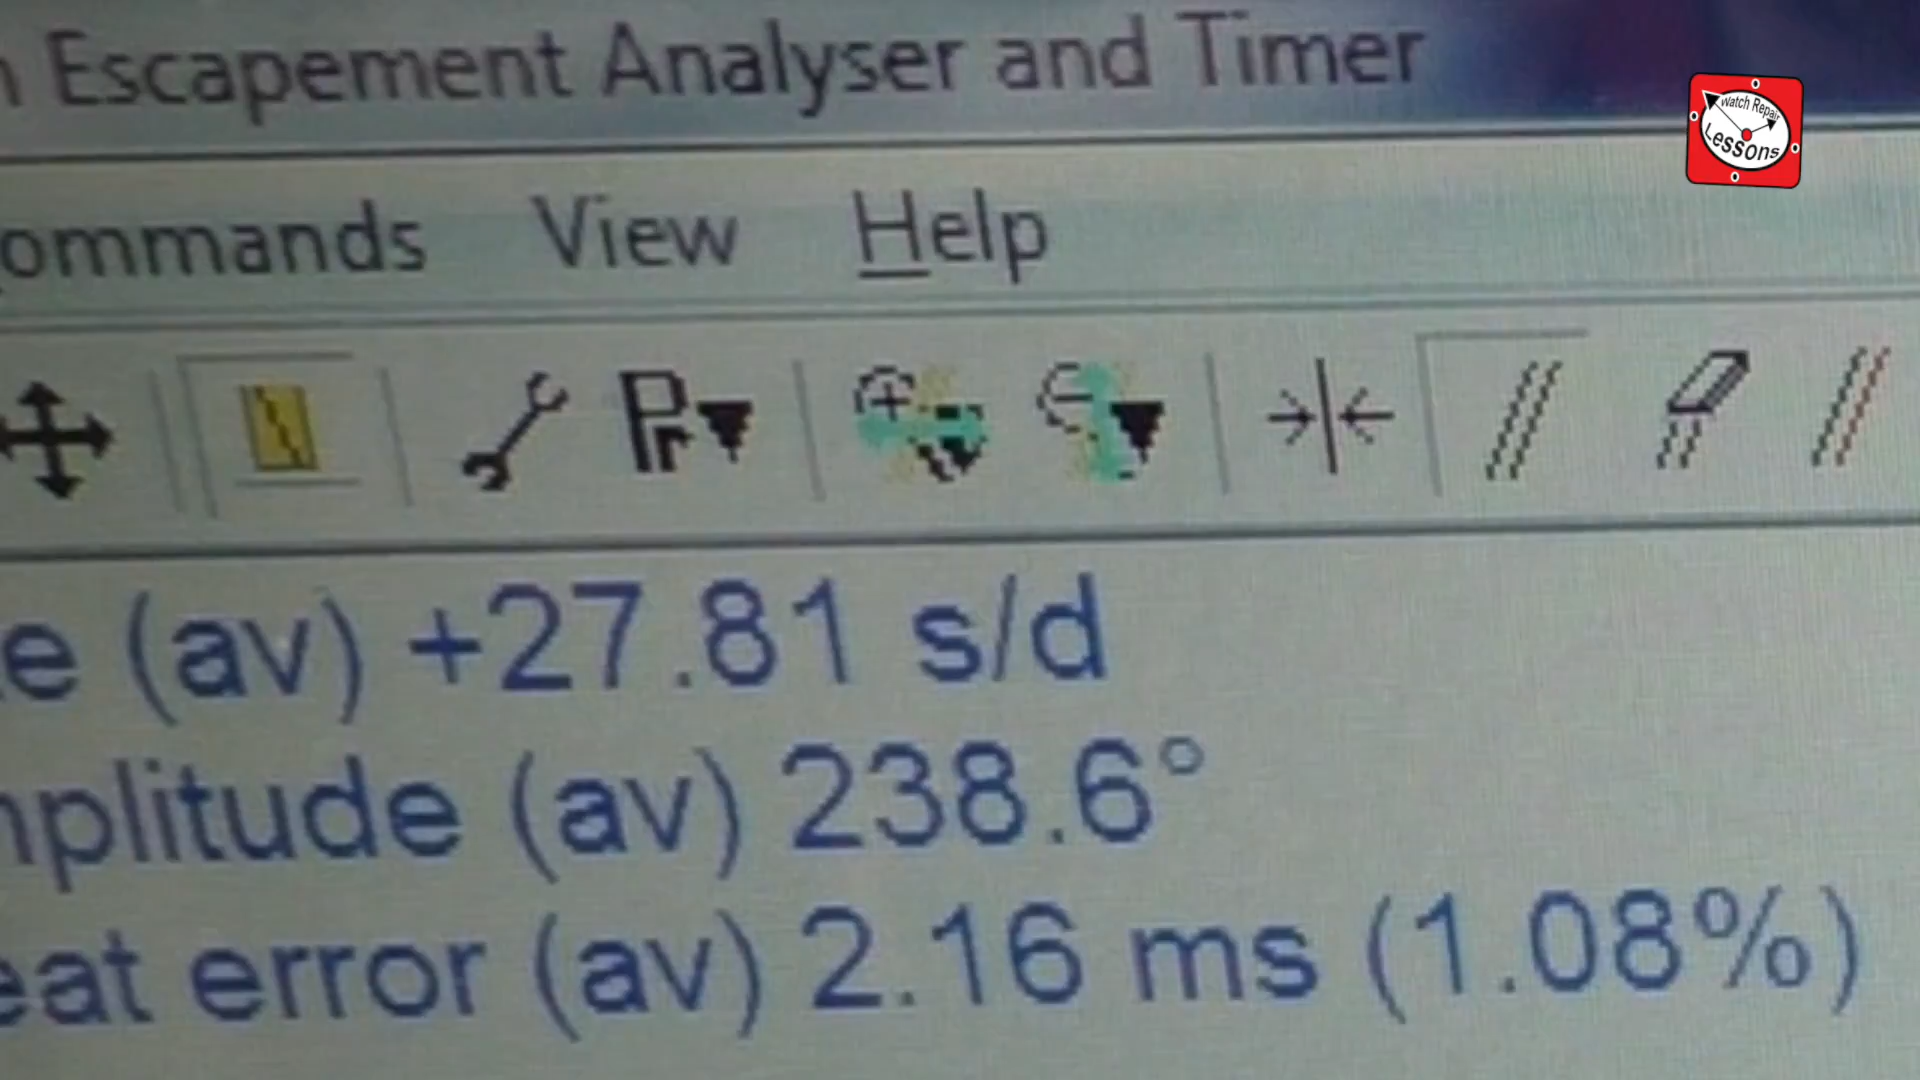 Escapement Analyser and Timer
Watch Repair
Lessons
ommands View Help
e (av) +27.81 s/d
mplitude (av) 238.6°
eat error (av) 2.16 ms (1.08%)